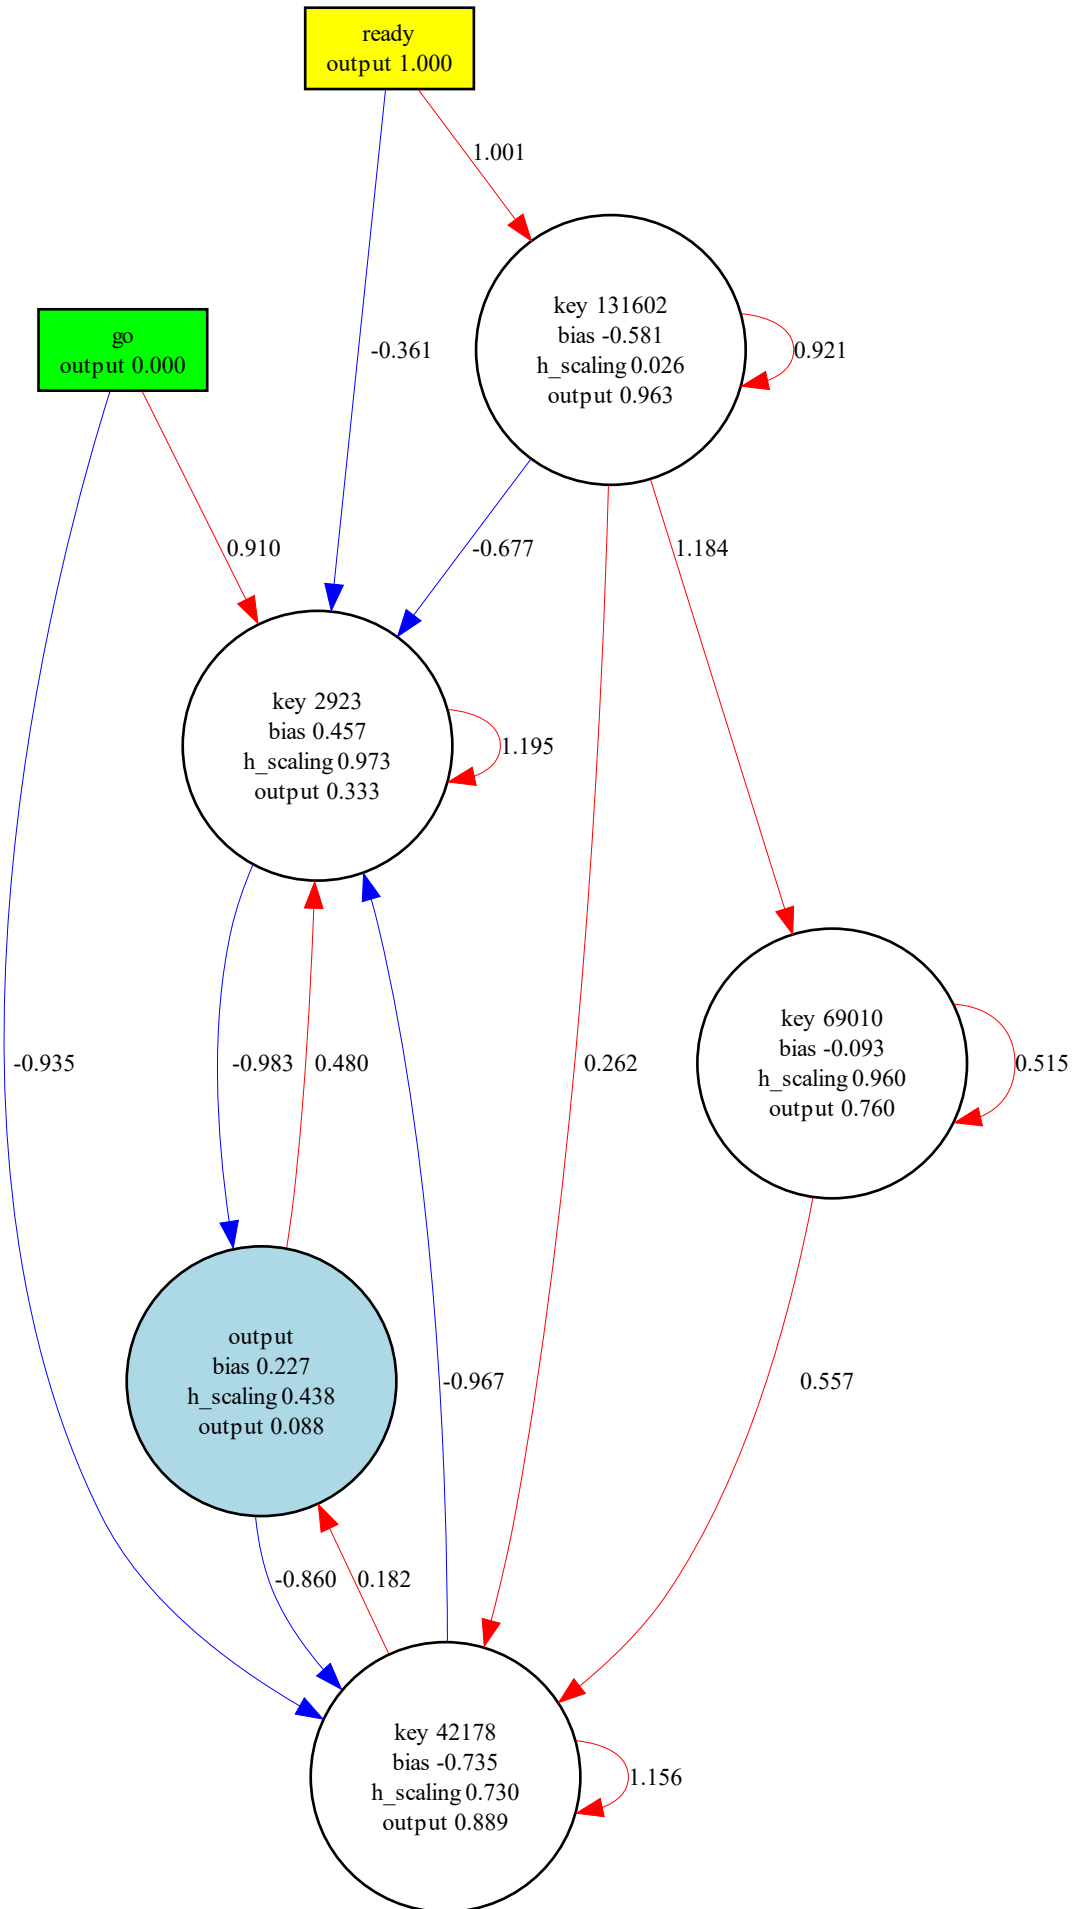 ready
output 1.000
1.001
key 131602
bias -0.581
h_scaling 0.026
output 0.963
0.921
go
output 0.000
-0.361
0.910
-0.677
1.184
key 2923
bias 0.457
h_scaling 0.973
output 0.333
1.195
key 69010
bias -0.093
h_scaling 0.960
output 0.760
0.515
-0.935
-0.983
0.480
0.262
output
bias 0.227
h_scaling 0.438
output 0.088
-0.967
0.557
-0.860
0.182
key 42178
bias -0.735
h_scaling 0.730
output 0.889
1.156